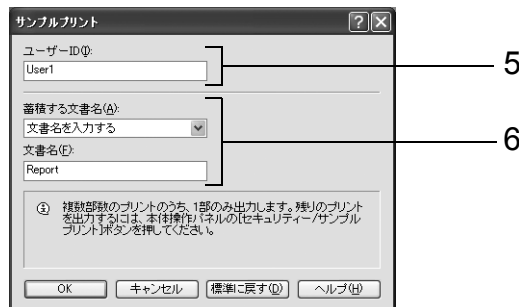 サンプルプリント
ユーザーID(I):
User1
5
蓄積する文書名(A):
文書名を入力する
6
文書名(F):
Report
複数部数のプリントのうち、1部のみ出力します。残りのプリント
を出力するには、本体操作パネルの[セキュリティー/サンプル
プリント]ボタンを押してください。
OK キャンセル 標準に戻す(D) ヘルプ(H)